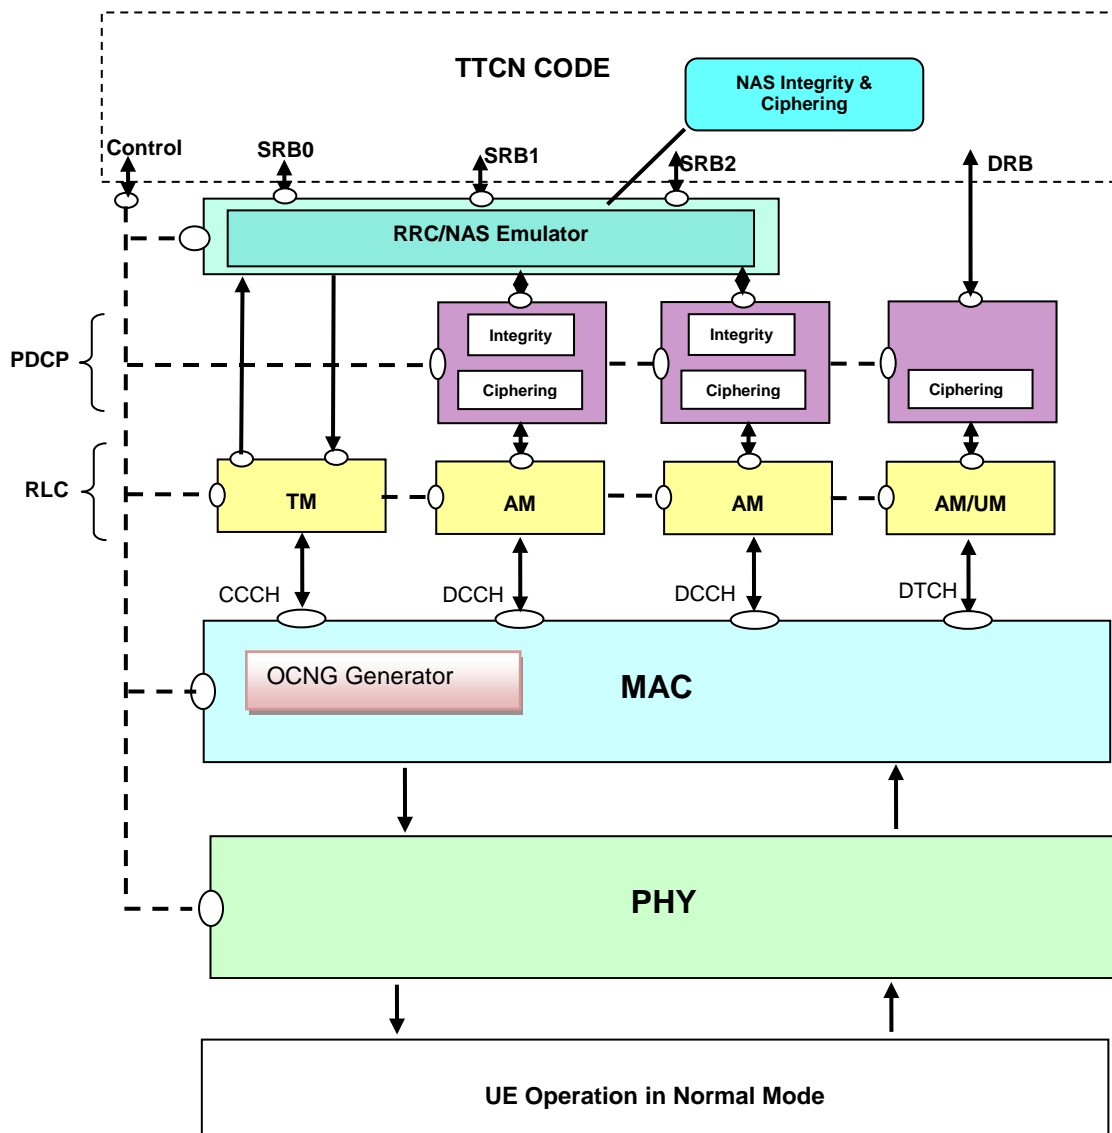 TTCN CODE
NAS Integrity &
Ciphering
Control
SRB0
SRB1
SRB2
DRB
RRC/NAS Emulator
PDCP
Integrity
Ciphering
Integrity
Ciphering
Ciphering
RLC
TM
AM
AM
AM/UM
CCCH
DCCH
DCCH
DTCH
OCNG Generator
MAC
PHY
UE Operation in Normal Mode